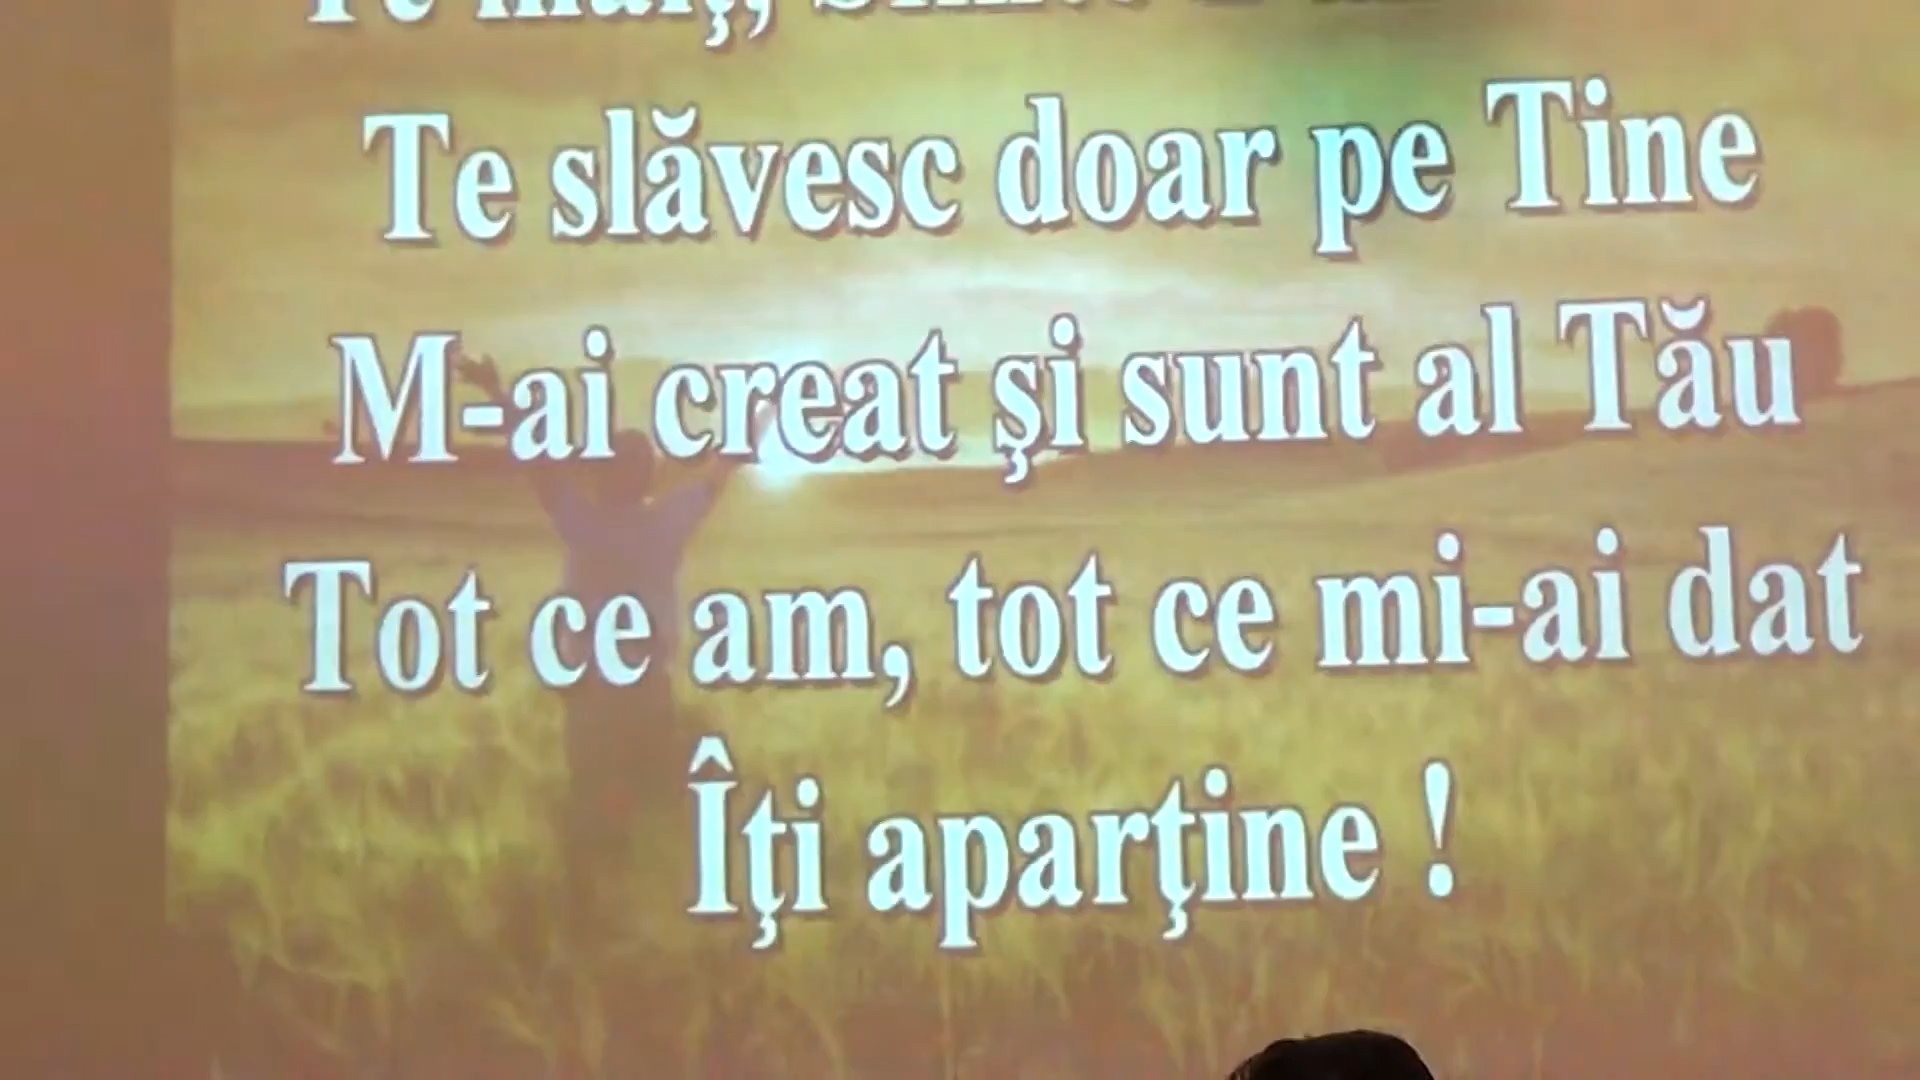 Te slăvesc doar pe Tine
M-ai creat şi sunt al Tău
Tot ce am, tot ce mi-ai dat
Îţi aparţine !